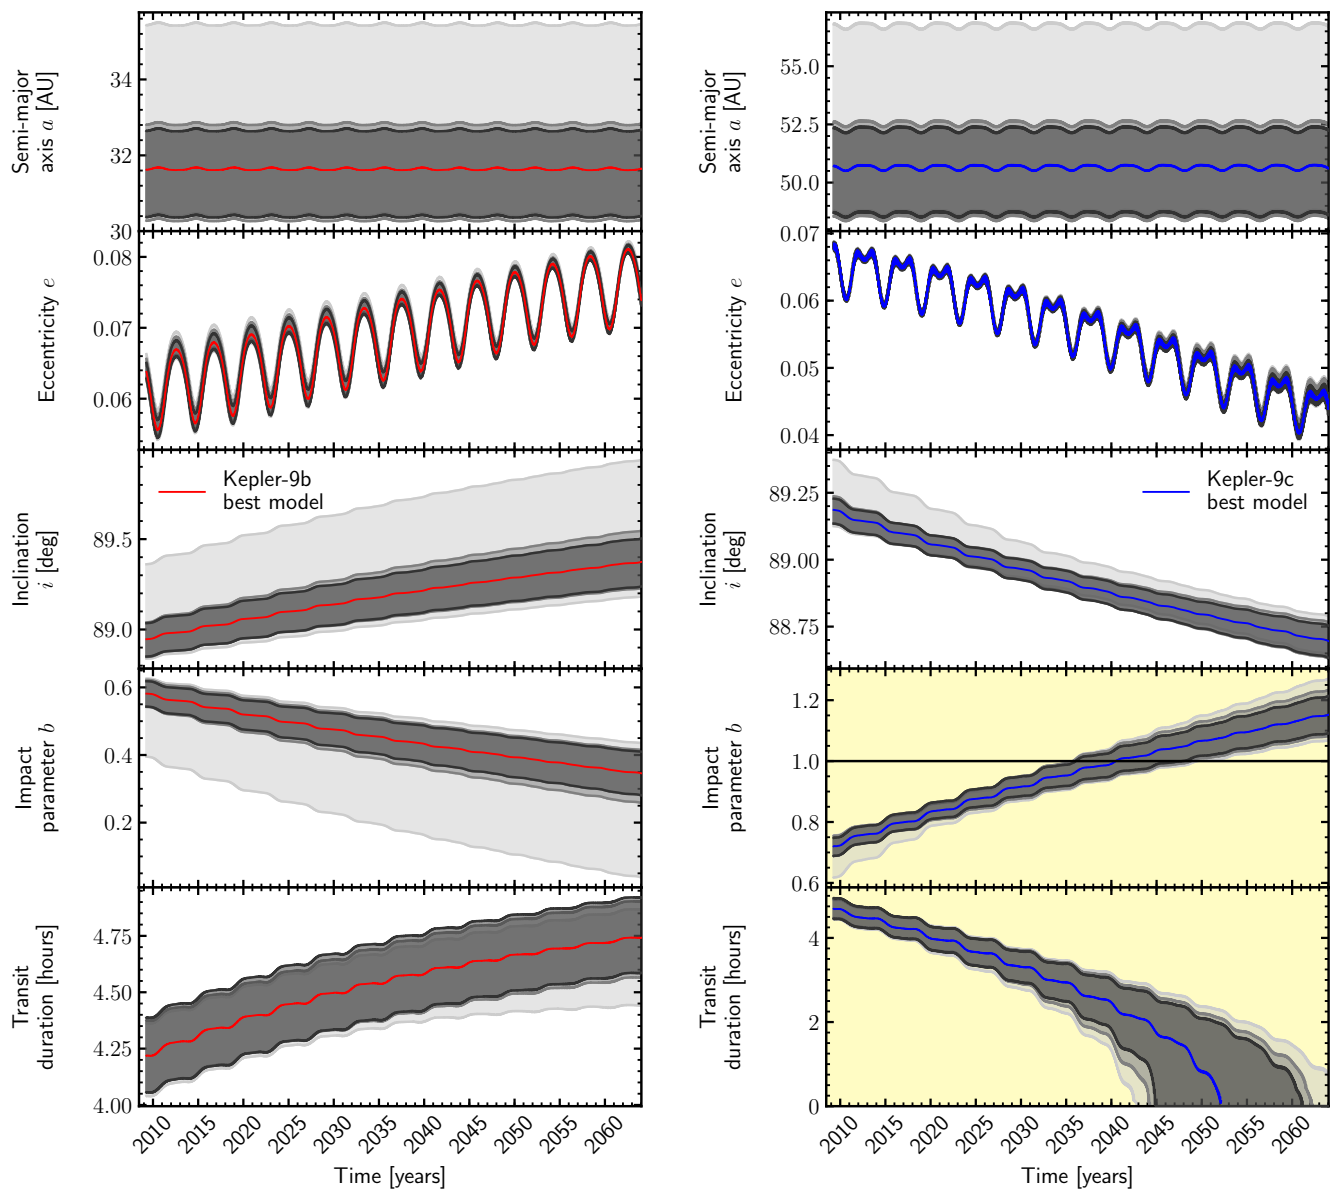 Semi-major
axis a [AU]
34
32
30
Eccentricity e
0.08
0.07
0.06
Inclination
i [deg]
89.5
89.0
Kepler-9b
best model
Impact
parameter b
0.6
0.4
0.2
Transit
duration [hours]
4.75
4.50
4.25
4.00
2010 2015 2020 2025 2030 2035 2040 2045 2050 2055 2060
Time [years]
Semi-major
axis a [AU]
55.0
52.5
50.0
Eccentricity e
0.07
0.06
0.05
0.04
Inclination
i [deg]
89.25
89.00
88.75
Kepler-9c
best model
Impact
parameter b
1.2
1.0
0.8
0.6
Transit
duration [hours]
4
2
0
2010 2015 2020 2025 2030 2035 2040 2045 2050 2055 2060
Time [years]